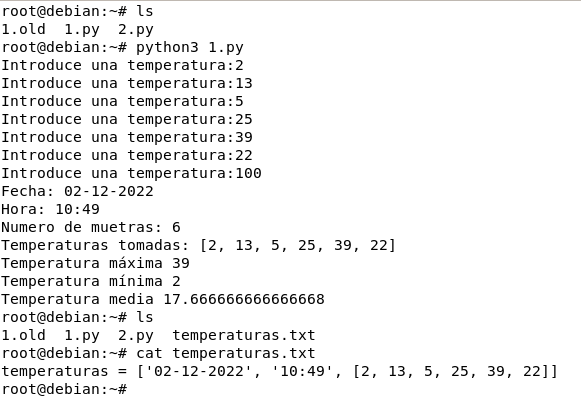 root@debian:~# ls
1.old  1.py  2.py
root@debian:~# python3 1.py
Introduce una temperatura:2
Introduce una temperatura:13
Introduce una temperatura:5
Introduce una temperatura:25
Introduce una temperatura:39
Introduce una temperatura:22
Introduce una temperatura:100
Fecha: 02-12-2022
Hora: 10:49
Numero de muetras: 6
Temperaturas tomadas: [2, 13, 5, 25, 39, 22]
Temperatura máxima 39
Temperatura mínima 2
Temperatura media 17.666666666666668
root@debian:~# ls
1.old  1.py  2.py  temperaturas.txt
root@debian:~# cat temperaturas.txt
temperaturas = ['02-12-2022', '10:49', [2, 13, 5, 25, 39, 22]]
root@debian:~#